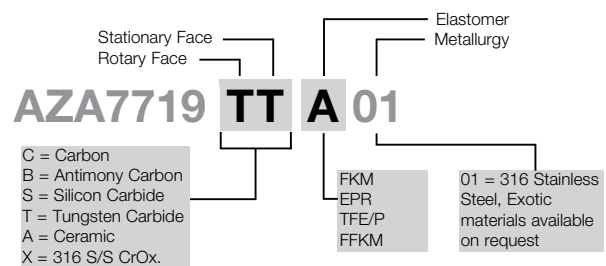 Stationary Face
Rotary Face
Elastomer
Metallurgy
AZA7719 TT A 01
C = Carbon
B = Antimony Carbon
S = Silicon Carbide
T = Tungsten Carbide
A = Ceramic
X = 316 S/S CrOx.
FKM
EPR
TFE/P
FFKM
01 = 316 Stainless
Steel, Exotic
materials available
on request